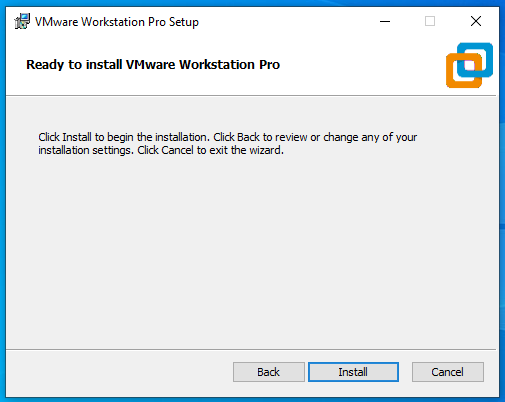 VMware Workstation Pro Setup
Ready to install VMware Workstation Pro
Click Install to begin the installation. Click Back to review or change any of your
installation settings. Click Cancel to exit the wizard.
Back Install Cancel